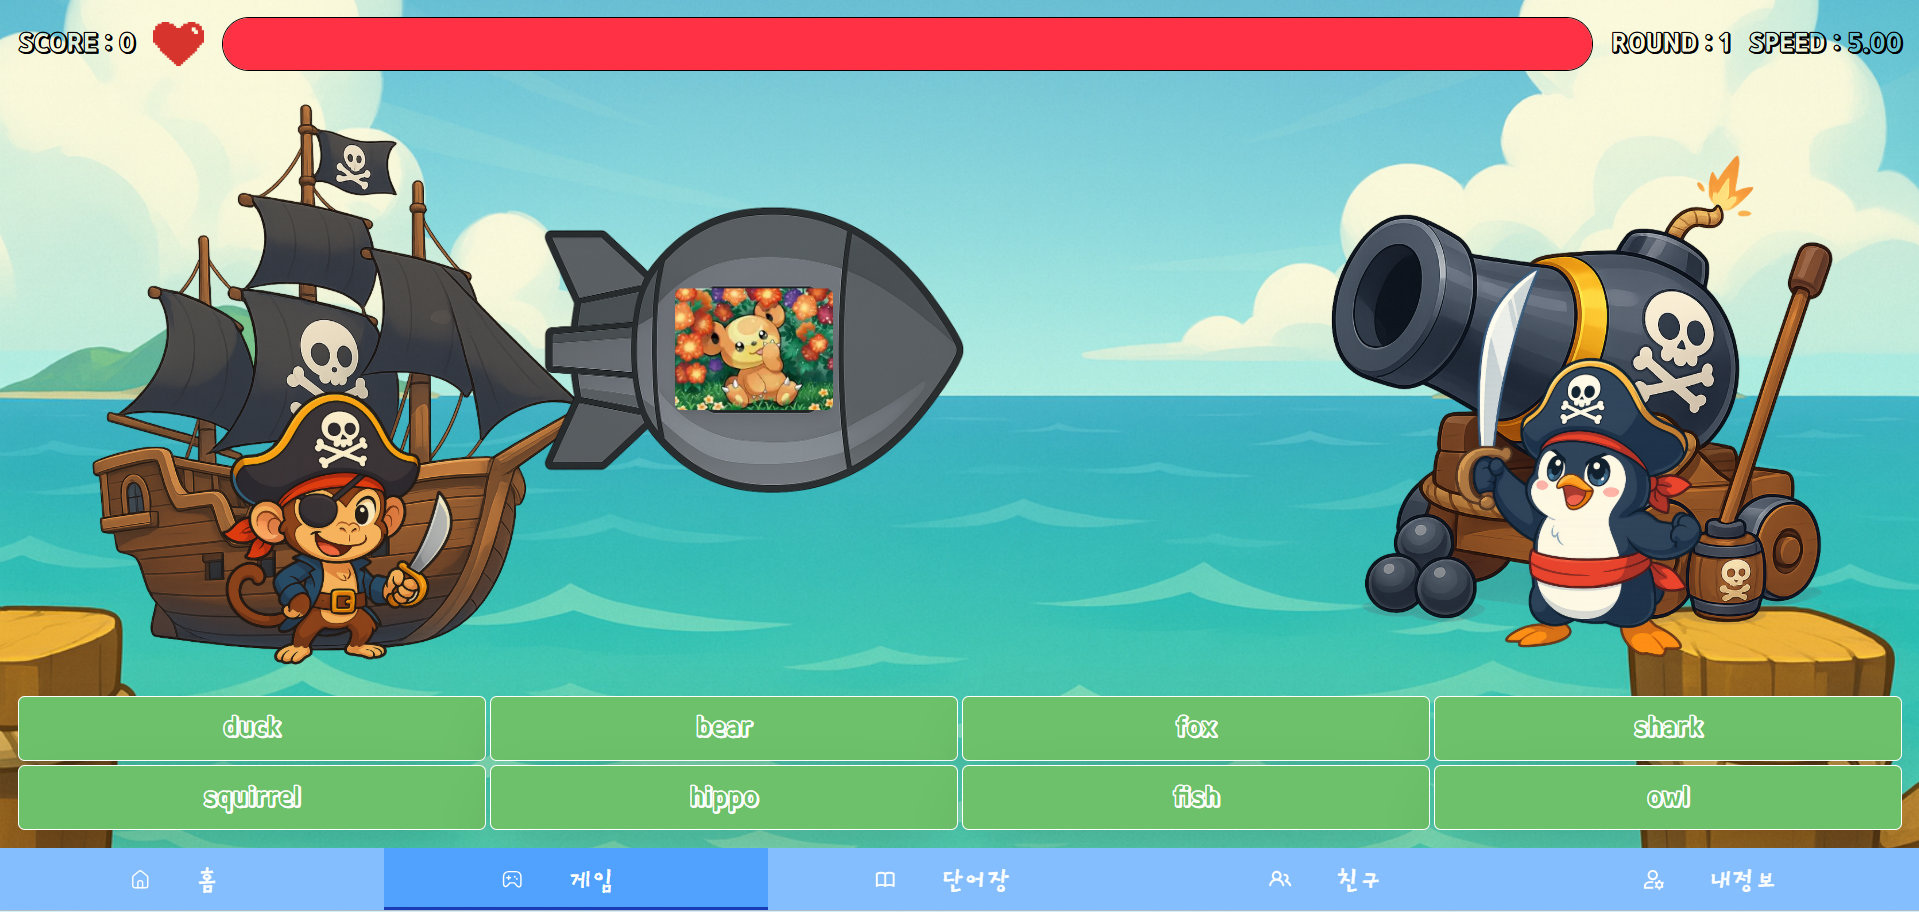 SCORE : 0
ROUND : 1 SPEED : 5.00
duck bear fox shark
squirrel hippo fish owl
홈 게임 단어장 친구 내정보